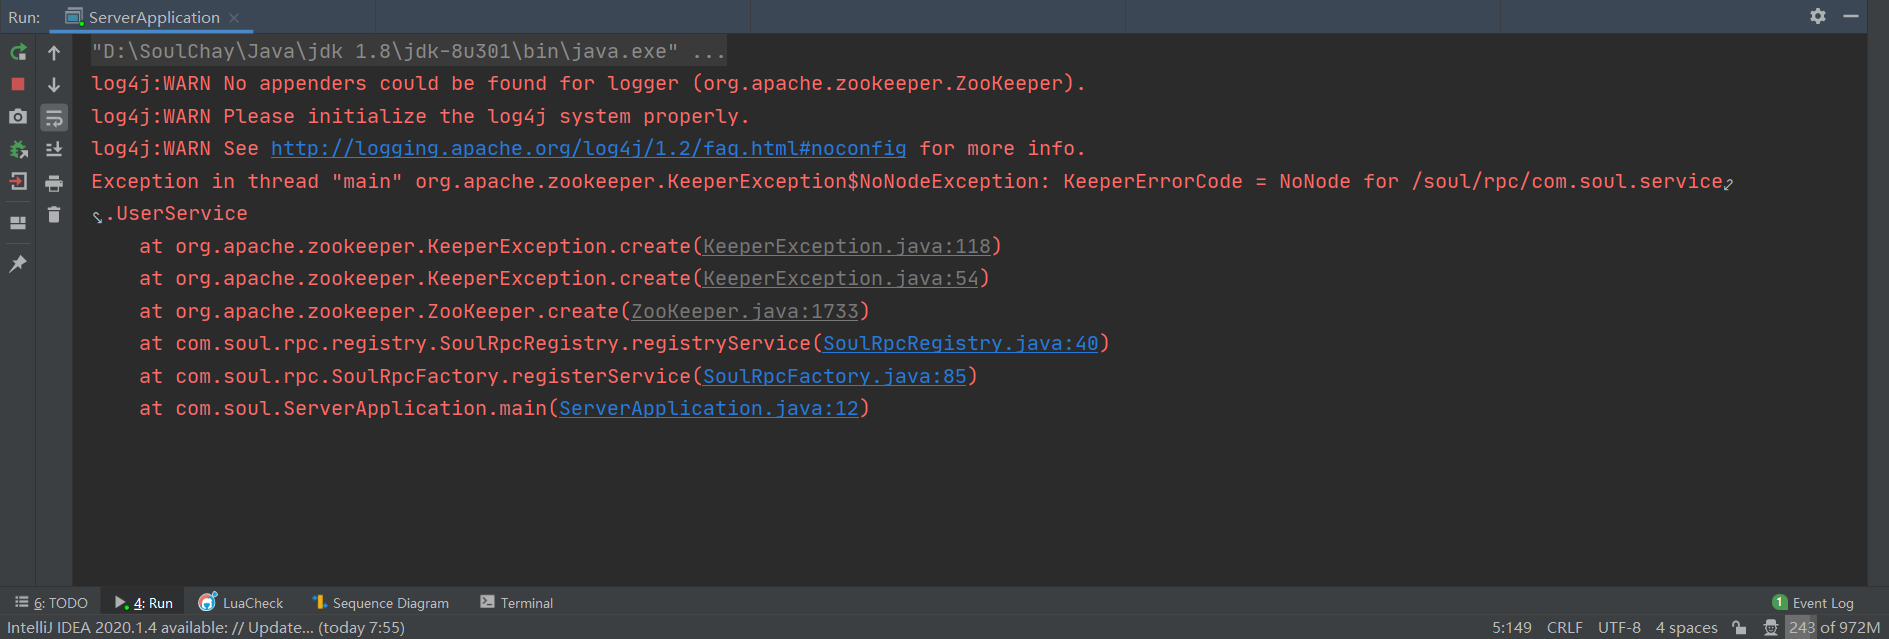 Run: ServerApplication
"D:\SoulChay\Java\jdk 1.8\jdk-8u301\bin\java.exe" ...
log4j:WARN No appenders could be found for logger (org.apache.zookeeper.ZooKeeper).
log4j:WARN Please initialize the log4j system properly.
log4j:WARN See http://logging.apache.org/log4j/1.2/faq.html#noconfig for more info.
Exception in thread "main" org.apache.zookeeper.KeeperException$NoNodeException: KeeperErrorCode = NoNode for /soul/rpc/com.soul.service
.UserService
at org.apache.zookeeper.KeeperException.create(KeeperException.java:118)
at org.apache.zookeeper.KeeperException.create(KeeperException.java:54)
at org.apache.zookeeper.ZooKeeper.create(ZooKeeper.java:1733)
at com.soul.rpc.registry.SoulRpcRegistry.registryService(SoulRpcRegistry.java:40)
at com.soul.rpc.SoulRpcFactory.registerService(SoulRpcFactory.java:85)
at com.soul.ServerApplication.main(ServerApplication.java:12)
6: TODO 4: Run LuaCheck Sequence Diagram Terminal 1 Event Log
IntelliJ IDEA 2020.1.4 available: // Update... (today 7:55) 5:149 CRLF UTF-8 4 spaces 243 of 972M